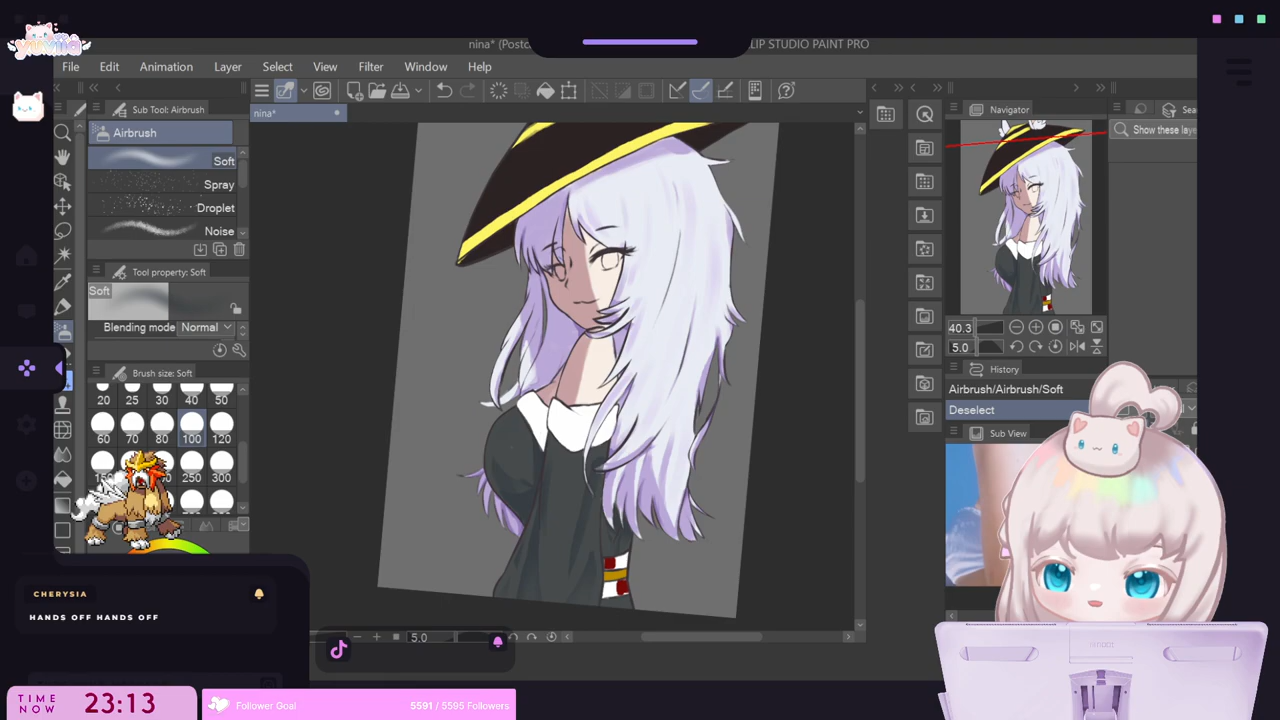 yuviia
nina* (Postc
LIP STUDIO PAINT PRO
File Edit Animation Layer Select View Filter Window Help
Sub Tool: Airbrush
nina*
Navigator
Sea
Airbrush
Show these laye
Soft
Spray
Droplet
Noise
Tool property: Soft
Soft
Blending mode Normal
40.3
5.0
Brush size: Soft
20 25 30 40 50
60 70 80 100 120
150 250 300
History
Airbrush/Airbrush/Soft
Deselect
Sub View
CHERYSIA
HANDS OFF HANDS OFF
5.0
TIME NOW
23:13
Follower Goal
5591 / 5595 Followers